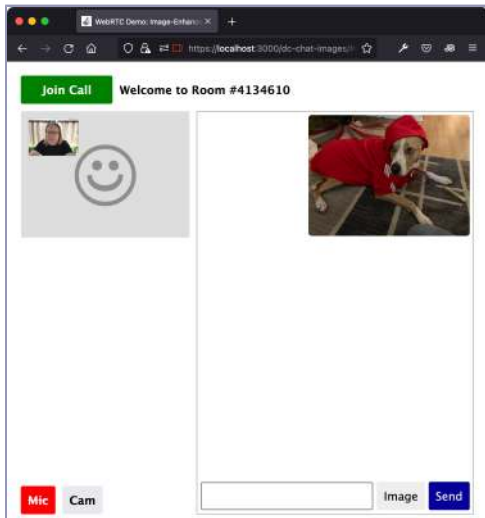 WebRTC Demo: Image-Enhanc
https://localhost:3000/dc-chat-images/
Join Call Welcome to Room #4134610
Mic Cam Image Send